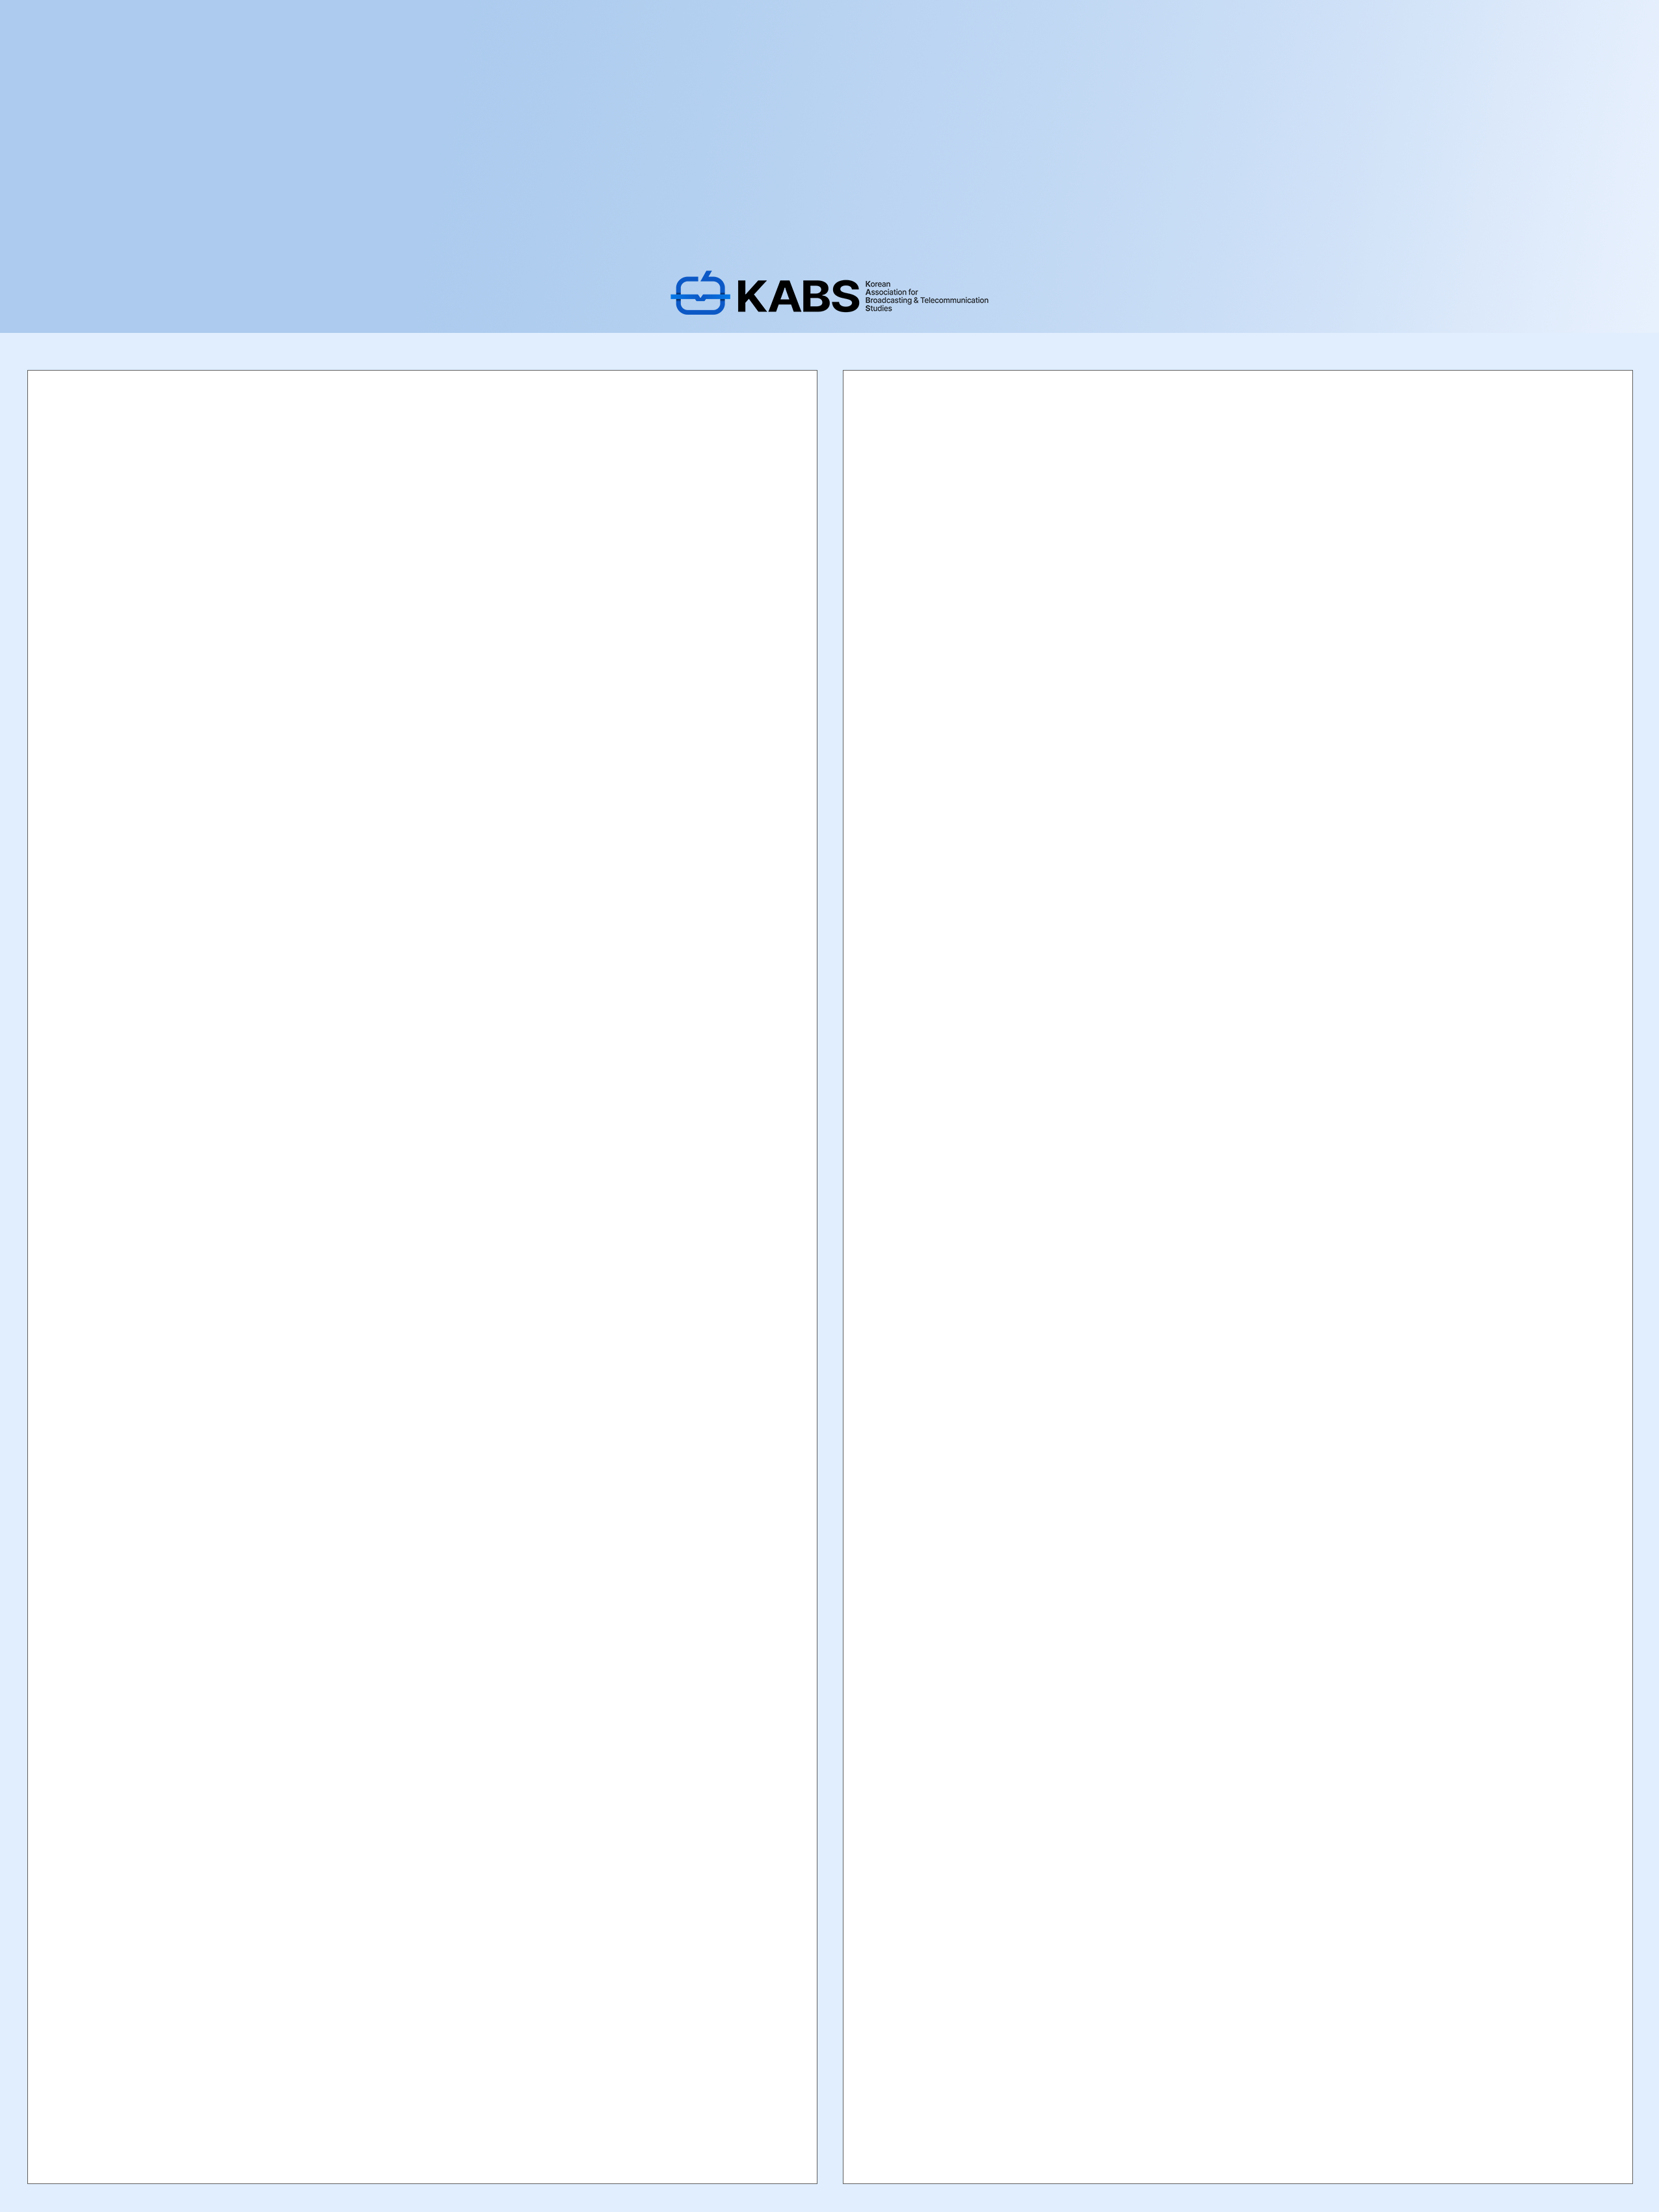 KABS
Korean
Association for
Broadcasting & Telecommunication
Studies